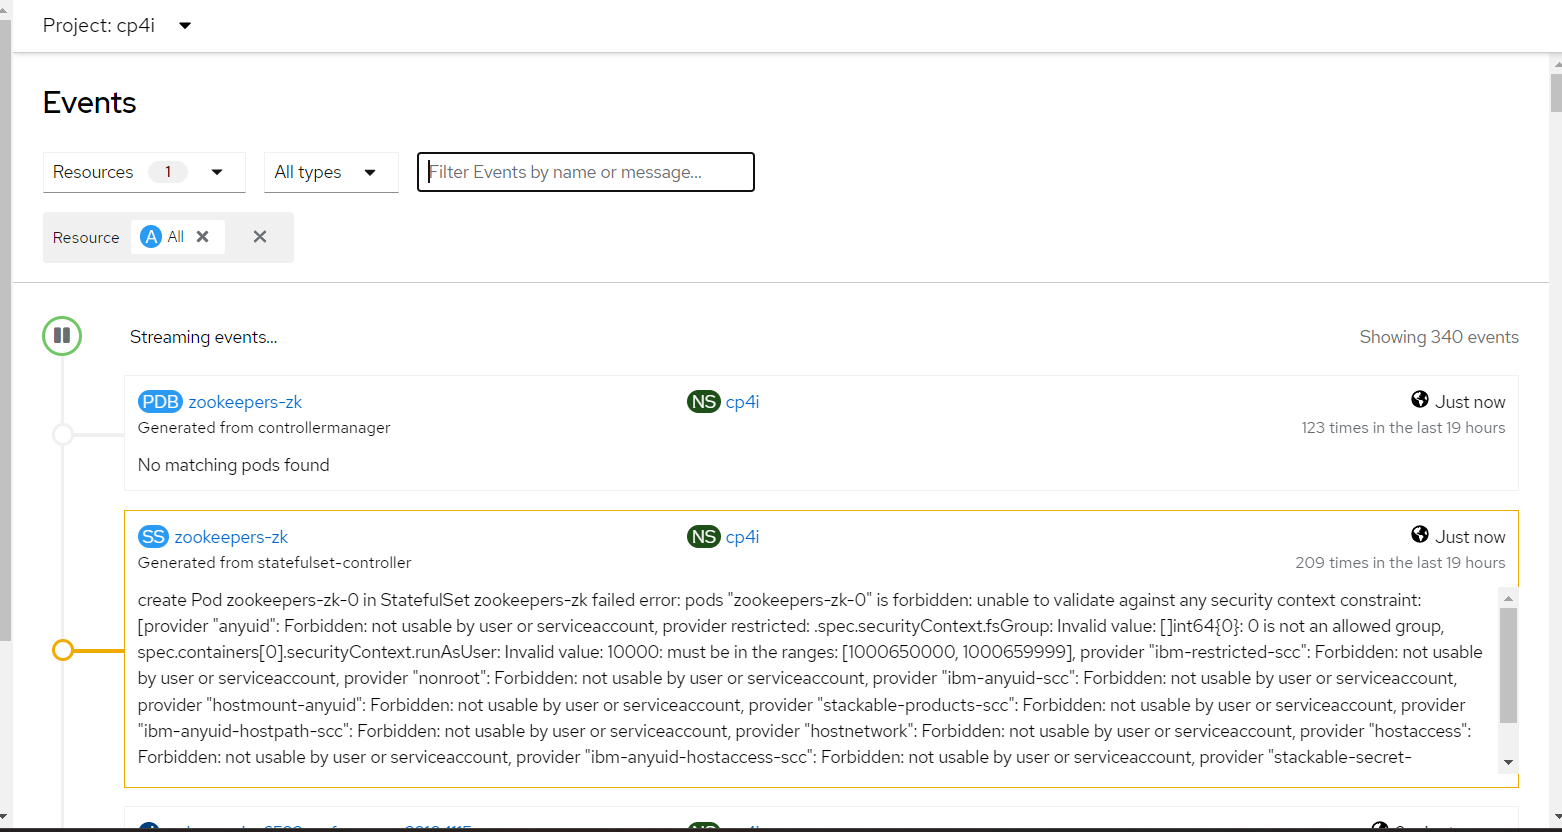 Project: cp4i
Events
Resources 1 All types Filter Events by name or message...
Resource A All
Streaming events... Showing 340 events
PDB zookeepers-zk NS cp4i Just now
Generated from controllermanager 123 times in the last 19 hours
No matching pods found
SS zookeepers-zk NS cp4i Just now
Generated from statefulset-controller 209 times in the last 19 hours
create Pod zookeepers-zk-0 in StatefulSet zookeepers-zk failed error: pods "zookeepers-zk-0" is forbidden: unable to validate against any security context constraint:
[provider "anyuid": Forbidden: not usable by user or serviceaccount, provider restricted: .spec.securityContext.fsGroup: Invalid value: []int64{0}: 0 is not an allowed group,
spec.containers[0].securityContext.runAsUser: Invalid value: 10000: must be in the ranges: [1000650000, 1000659999], provider "ibm-restricted-scc": Forbidden: not usable
by user or serviceaccount, provider "nonroot": Forbidden: not usable by user or serviceaccount, provider "ibm-anyuid-scc": Forbidden: not usable by user or serviceaccount,
provider "hostmount-anyuid": Forbidden: not usable by user or serviceaccount, provider "stackable-products-scc": Forbidden: not usable by user or serviceaccount, provider
"ibm-anyuid-hostpath-scc": Forbidden: not usable by user or serviceaccount, provider "hostnetwork": Forbidden: not usable by user or serviceaccount, provider "hostaccess":
Forbidden: not usable by user or serviceaccount, provider "ibm-anyuid-hostaccess-scc": Forbidden: not usable by user or serviceaccount, provider "stackable-secret-